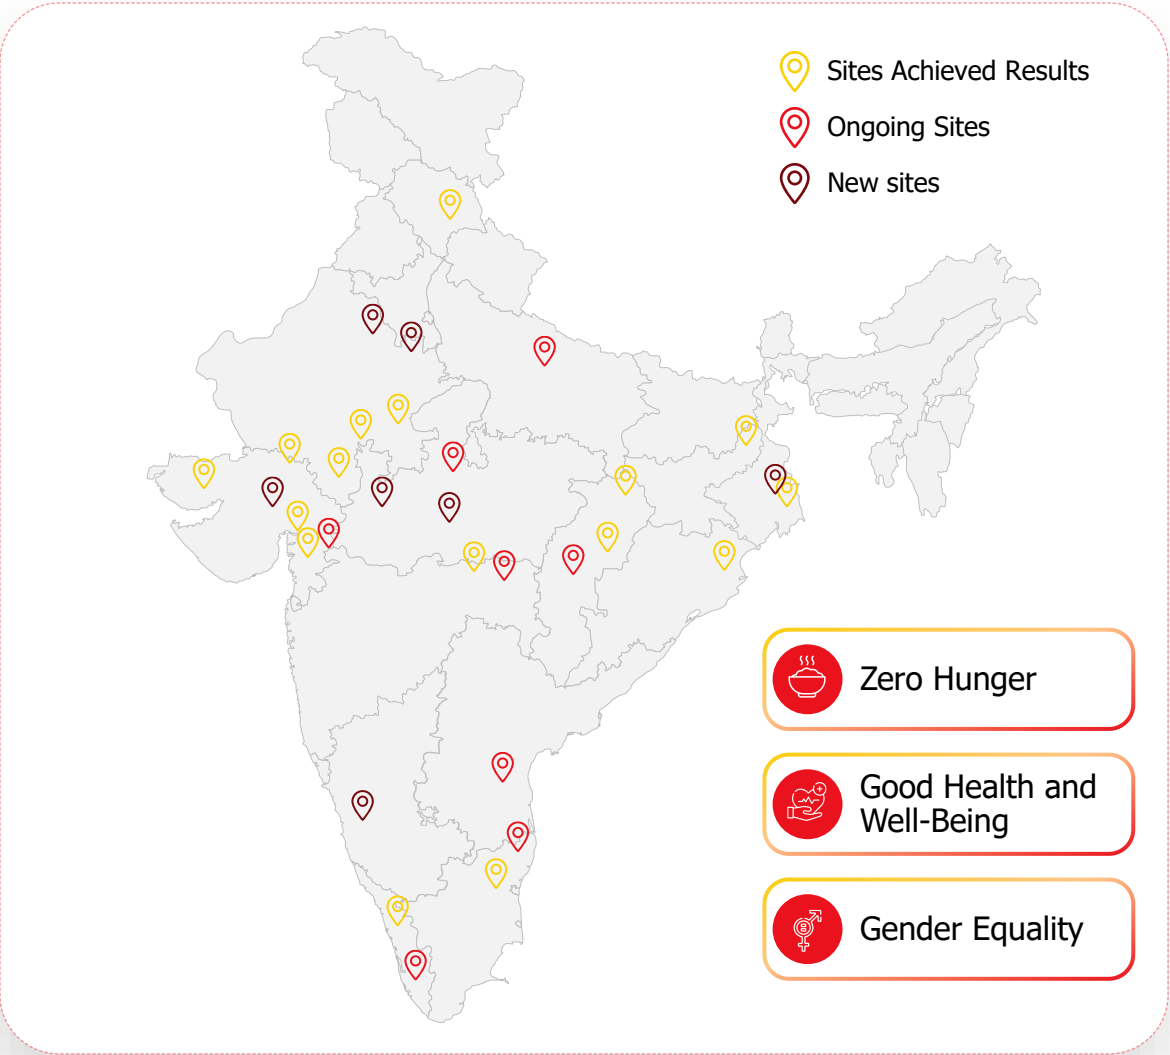 Sites Achieved Results
Ongoing Sites
New sites
Zero Hunger
Good Health and
Well-Being
Gender Equality